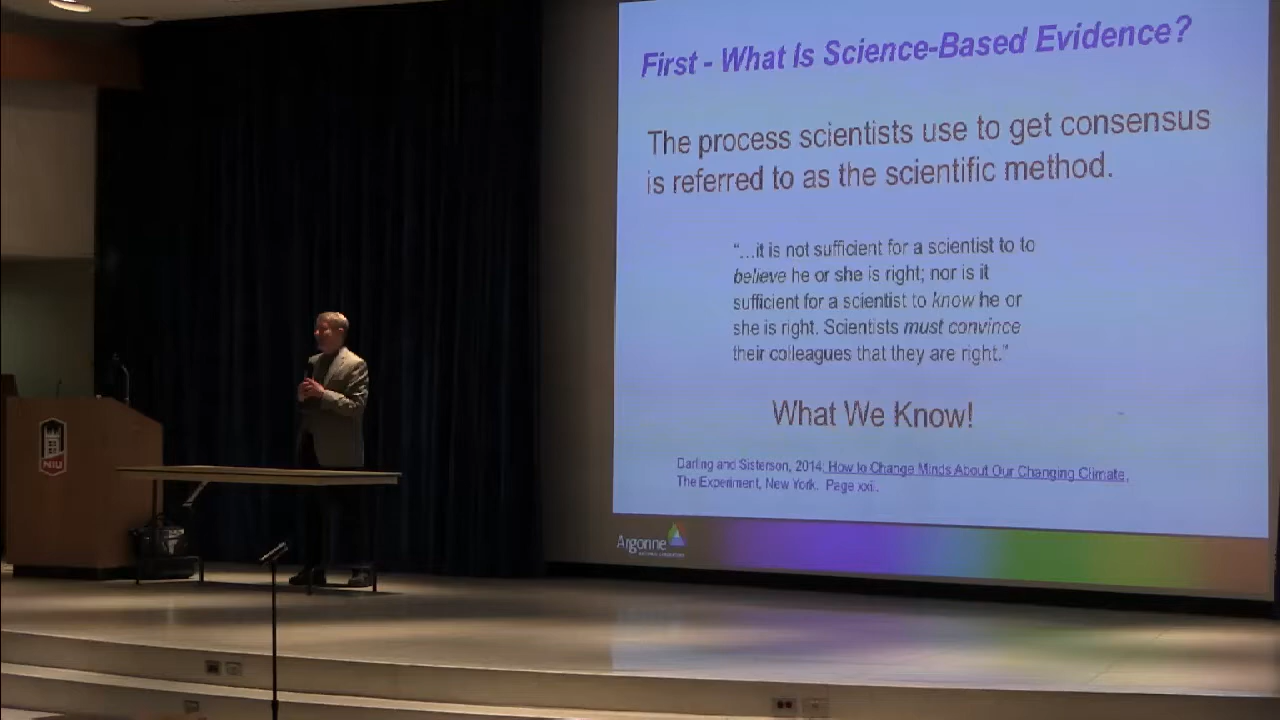 First - What Is Science-Based Evidence?
The process scientists use to get consensus
is referred to as the scientific method.
“...it is not sufficient for a scientist to to
believe he or she is right; nor is it
sufficient for a scientist to know he or
she is right. Scientists must convince
their colleagues that they are right.”
What We Know!
Darling and Sisterson, 2014. How to Change Minds About Our Changing Climate,
The Experiment, New York. Page xxi.
Argonne
NIU